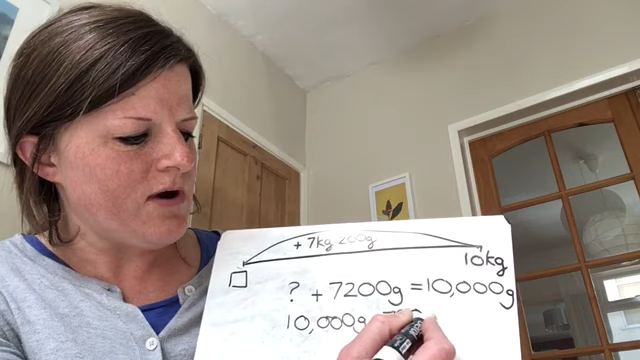 + 7kg 200g
10kg
? + 7200g = 10,000g
10,000g